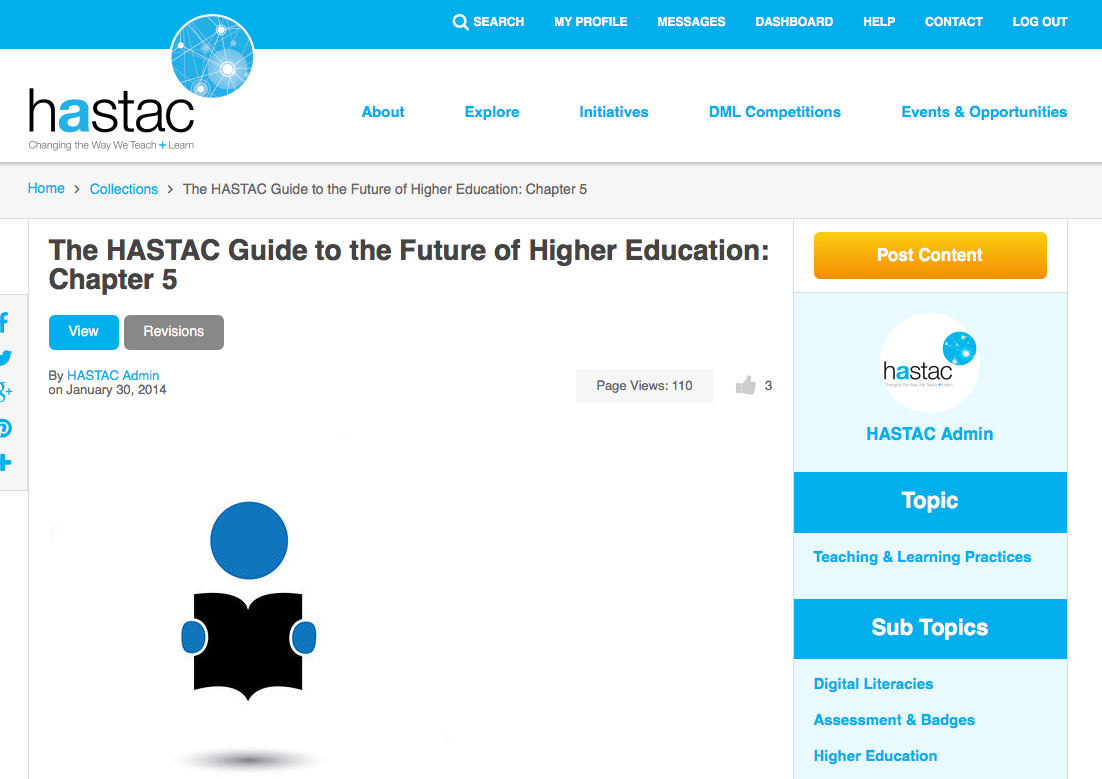 SEARCH MY PROFILE MESSAGES DASHBOARD HELP CONTACT LOG OUT
hastac
Changing the Way We Teach + Learn
About Explore Initiatives DML Competitions Events & Opportunities
Home > Collections > The HASTAC Guide to the Future of Higher Education: Chapter 5
The HASTAC Guide to the Future of Higher Education:
Chapter 5
View Revisions
By HASTAC Admin
on January 30, 2014
Page Views: 110 3
Post Content
hastac
Changing the Way We Teach + Learn
HASTAC Admin
Topic
Teaching & Learning Practices
Sub Topics
Digital Literacies
Assessment & Badges
Higher Education